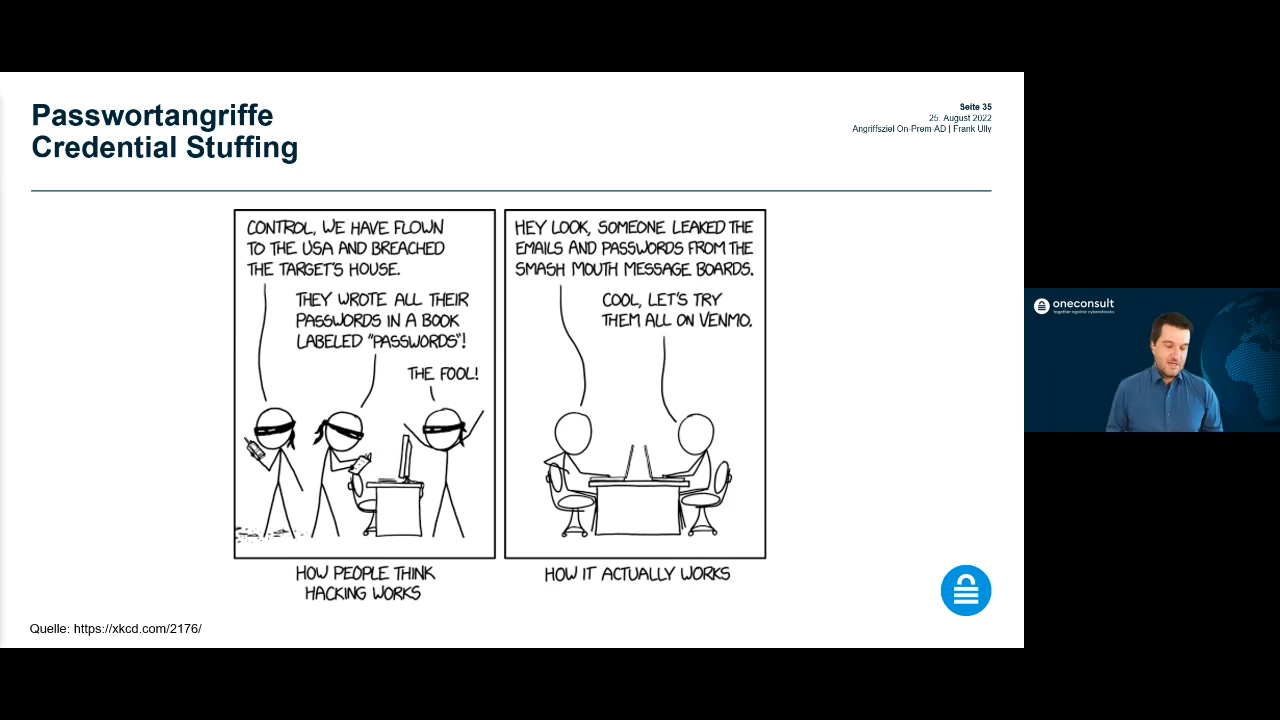 Passwortangriffe
Credential Stuffing
Seite 35
25. August 2022
Angriffsziel On-Prem-AD | Frank Ully
CONTROL, WE HAVE FLOWN
TO THE USA AND BREACHED
THE TARGET'S HOUSE.
THEY WROTE ALL THEIR
PASSWORDS IN A BOOK
LABELED "PASSWORDS"!
THE FOOL!
HOW PEOPLE THINK
HACKING WORKS
HEY LOOK, SOMEONE LEAKED THE
EMAILS AND PASSWORDS FROM THE
SMASH MOUTH MESSAGE BOARDS.
COOL, LET'S TRY
THEM ALL ON VENMO.
HOW IT ACTUALLY WORKS
Quelle: https://xkcd.com/2176/
oneconsult
together against cyberattacks